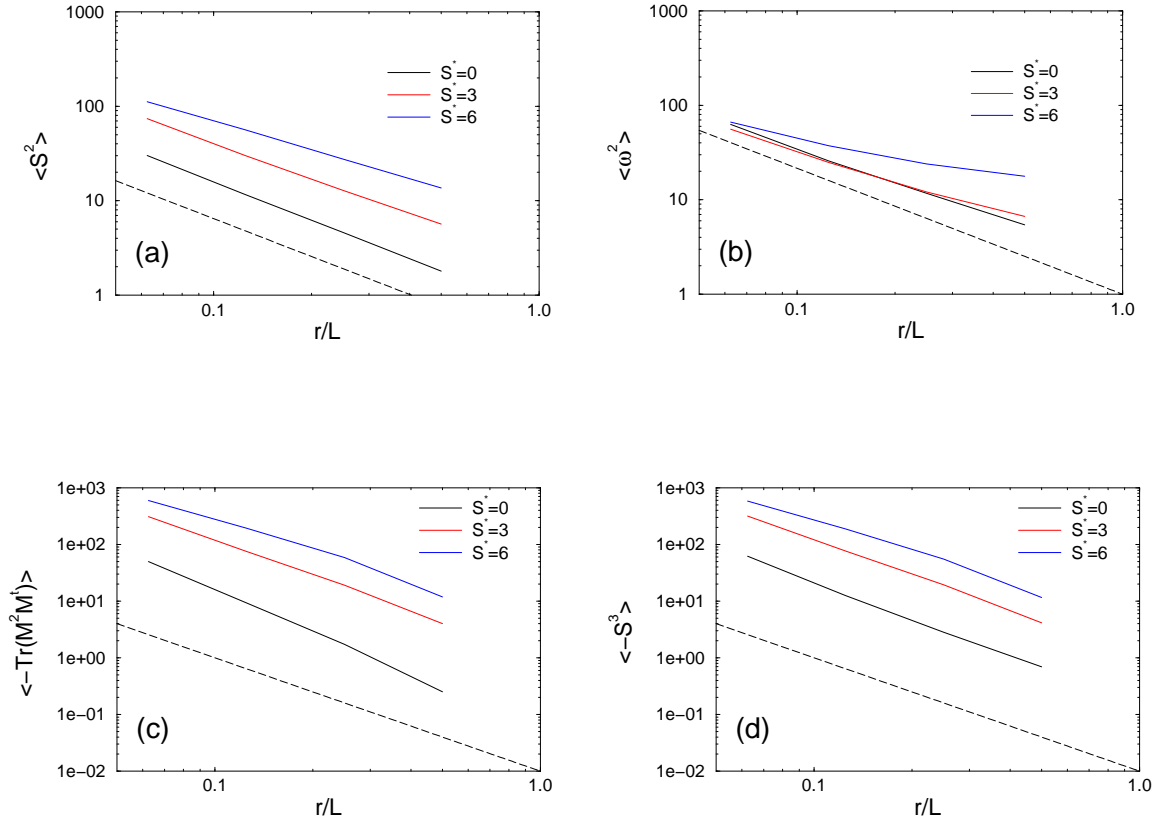 1000
100
10
1
<S²>
0.1
1.0
r/L
(a)
S*=0
S*=3
S*=6
1000
100
10
1
<ω²>
0.1
1.0
r/L
(b)
S*=0
S*=3
S*=6
1e+03
1e+02
1e+01
1e+00
1e−01
1e−02
<−Tr(M²Mᵗ)>
0.1
1.0
r/L
(c)
S*=0
S*=3
S*=6
1e+03
1e+02
1e+01
1e+00
1e−01
1e−02
<−S³>
0.1
1.0
r/L
(d)
S*=0
S*=3
S*=6